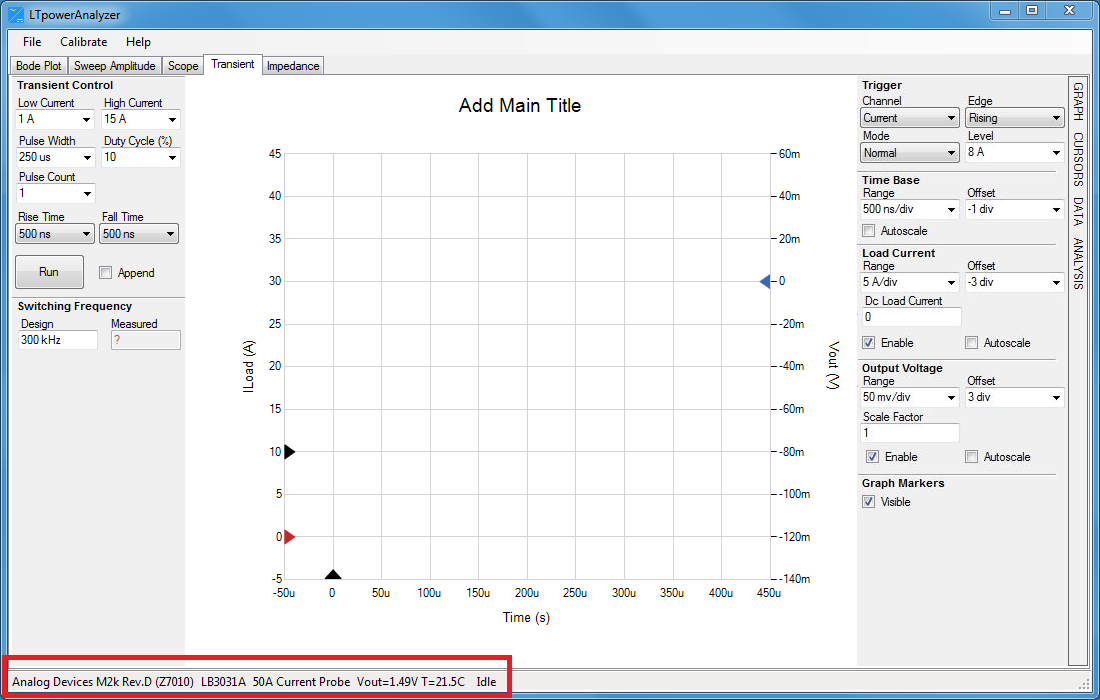 LTpowerAnalyzer
File Calibrate Help
Bode Plot Sweep Amplitude Scope Transient Impedance
Transient Control
Low Current High Current
1 A 15 A
Pulse Width Duty Cycle (%)
250 us 10
Pulse Count
1
Rise Time Fall Time
500 ns 500 ns
Run Append
Switching Frequency
Design Measured
300 kHz ?
Add Main Title
45
40
35
30
25
20
15
10
5
0
-5
ILoad (A)
60m
40m
20m
0
-20m
-40m
-60m
-80m
-100m
-120m
-140m
Vout (V)
-50u 0 50u 100u 150u 200u 250u 300u 350u 400u 450u
Time (s)
Trigger
Channel Edge
Current Rising
Mode Level
Normal 8 A
Time Base
Range Offset
500 ns/div -1 div
Autoscale
Load Current
Range Offset
5 A/div -3 div
Dc Load Current
0
Enable Autoscale
Output Voltage
Range Offset
50 mv/div 3 div
Scale Factor
1
Enable Autoscale
Graph Markers
Visible
GRAPH CURSORS DATA ANALYSIS
Analog Devices M2k Rev.D (Z7010) LB3031A 50A Current Probe Vout=1.49V T=21.5C Idle